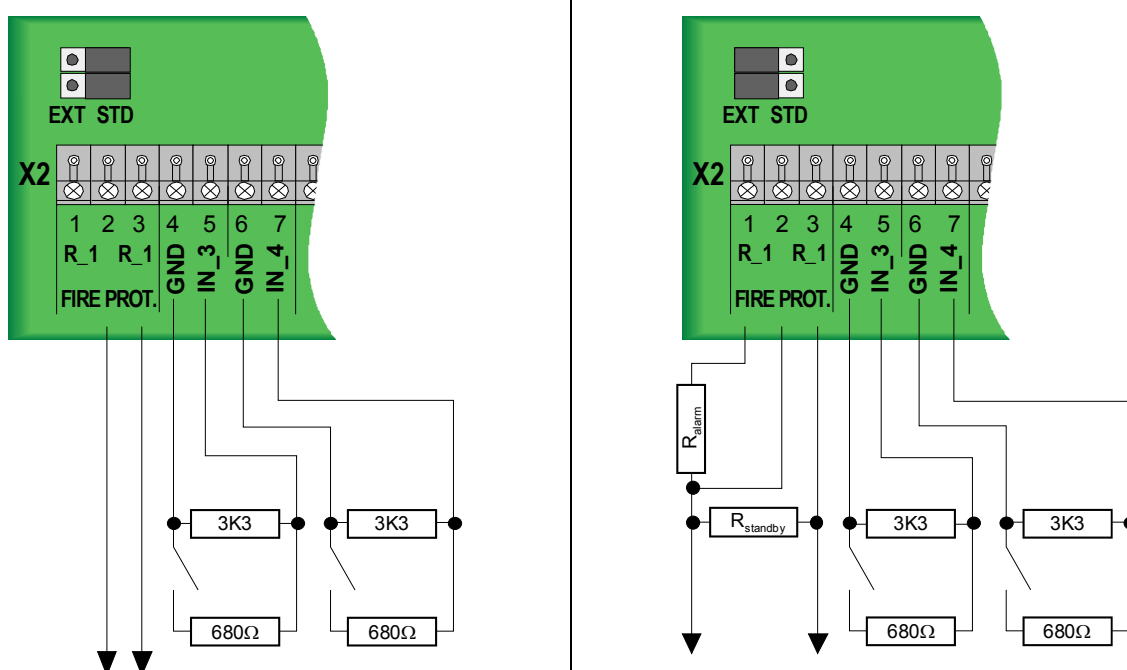 EXT STD
X2
1 2 3 4 5 6 7
R_1 R_1 GND IN_3 GND IN_4
FIRE PROT.
3K3 3K3
680Ω 680Ω
EXT STD
X2
1 2 3 4 5 6 7
R_1 R_1 GND IN_3 GND IN_4
FIRE PROT.
Ralarm
Rstandby 3K3 3K3
680Ω 680Ω